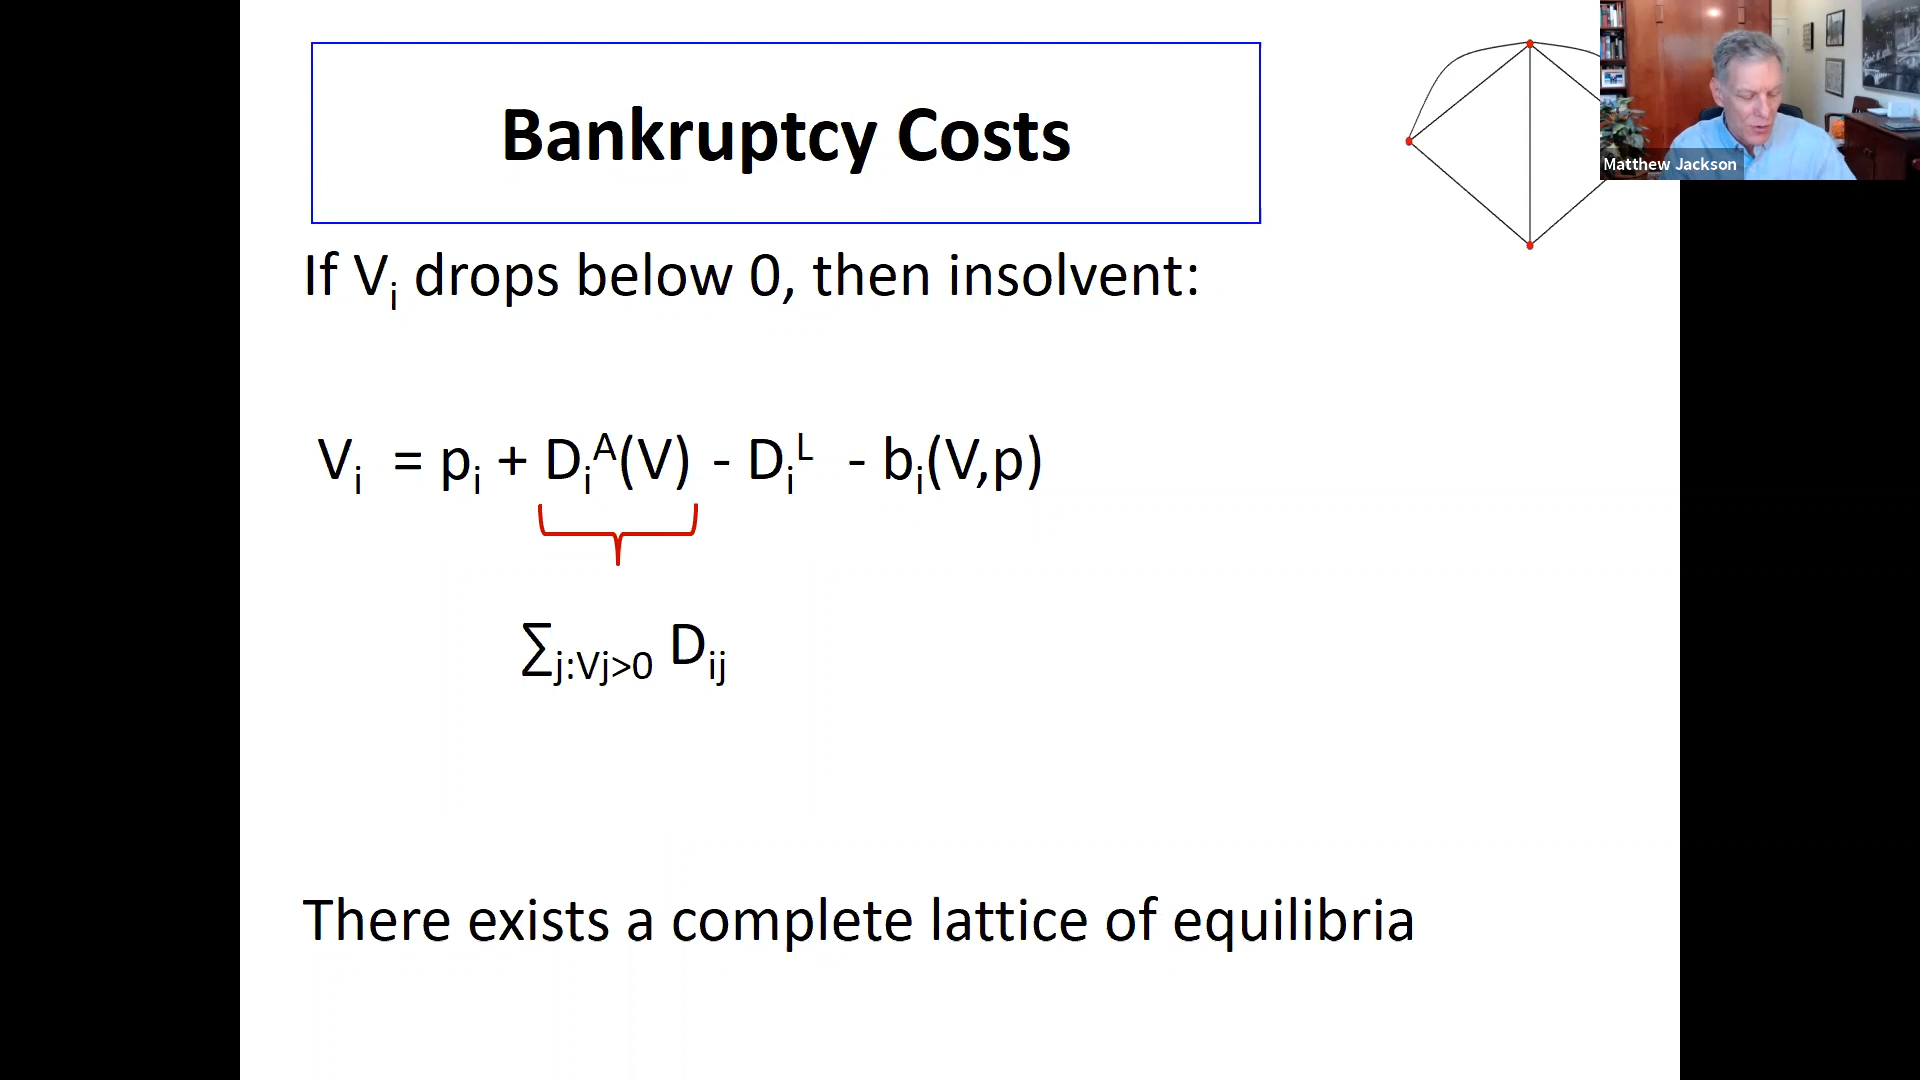 Bankruptcy Costs
Matthew Jackson
If Vᵢ drops below 0, then insolvent:
Vᵢ = pᵢ + Dᵢᴬ(V) - Dᵢᴸ - bᵢ(V,p)
∑j:Vj>0 Dij
There exists a complete lattice of equilibria